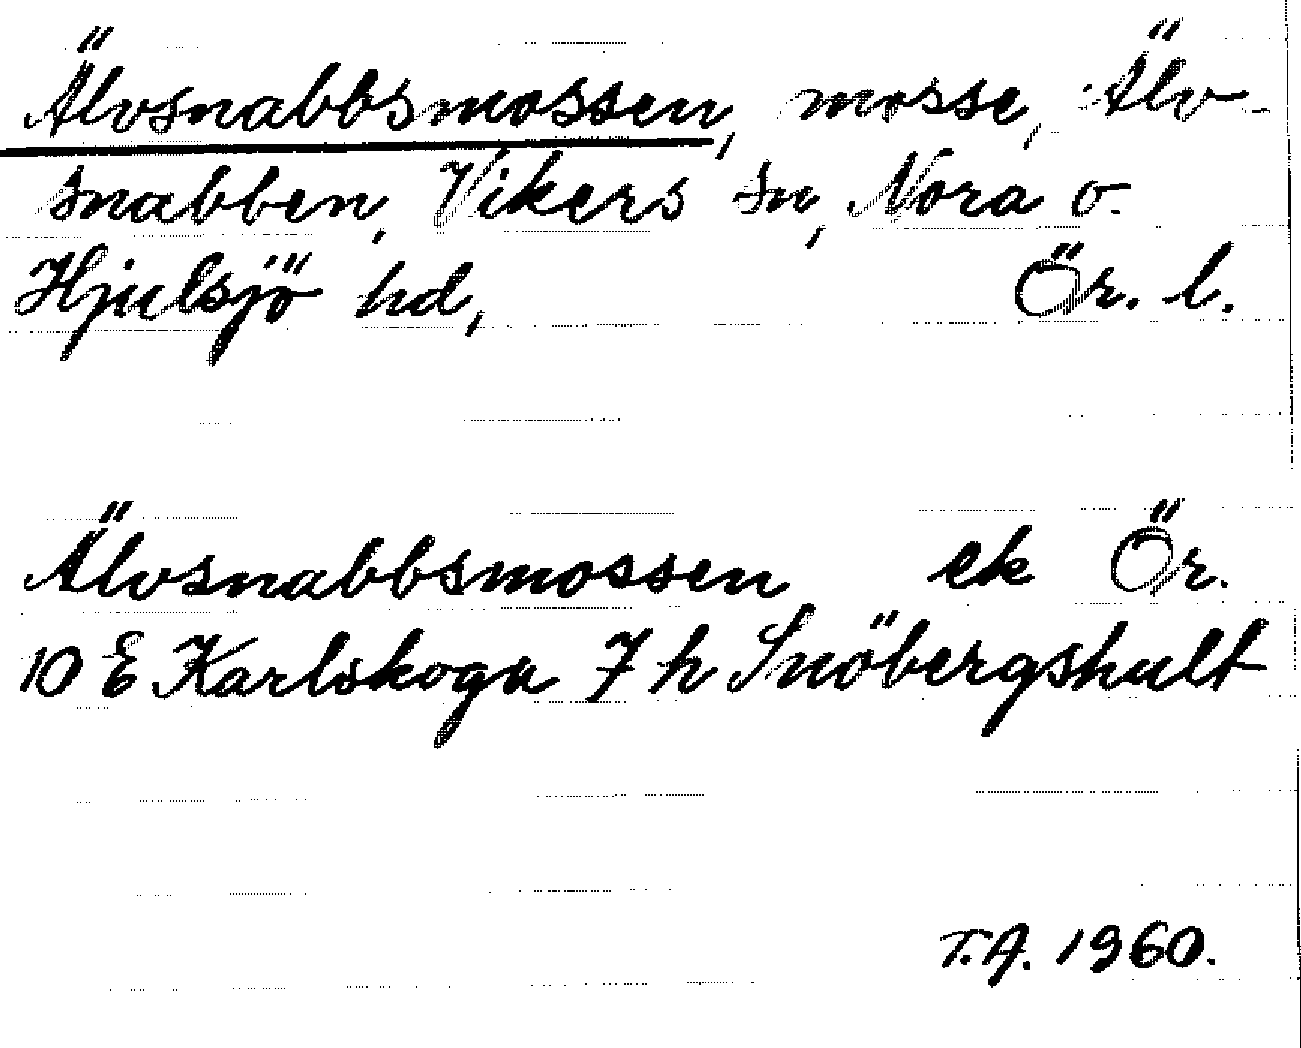 Älvsnabbsmossen, mosse, Älv-
snabben, Vikers sn, Nora o.
Hjulsjö hd, Ör. l.
Älvsnabbsmossen ek Ör.
10 E Karlskoga 7 h Snöbergshult
T.A. 1960.